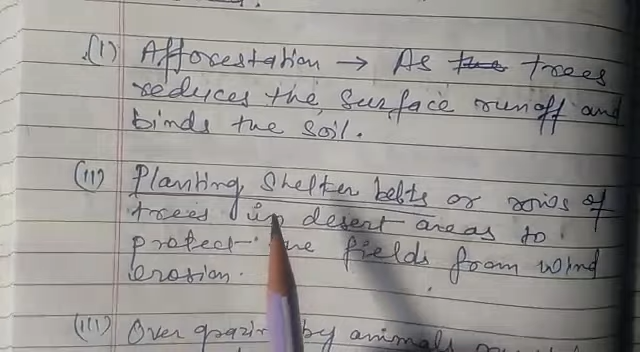 (I) Afforestation → As the trees
reduces the surface runoff and
binds the soil.
(II) Planting shelter belts or rows of
trees in desert areas to
protect the fields from wind
erosion.
(III) Over grazing by animals